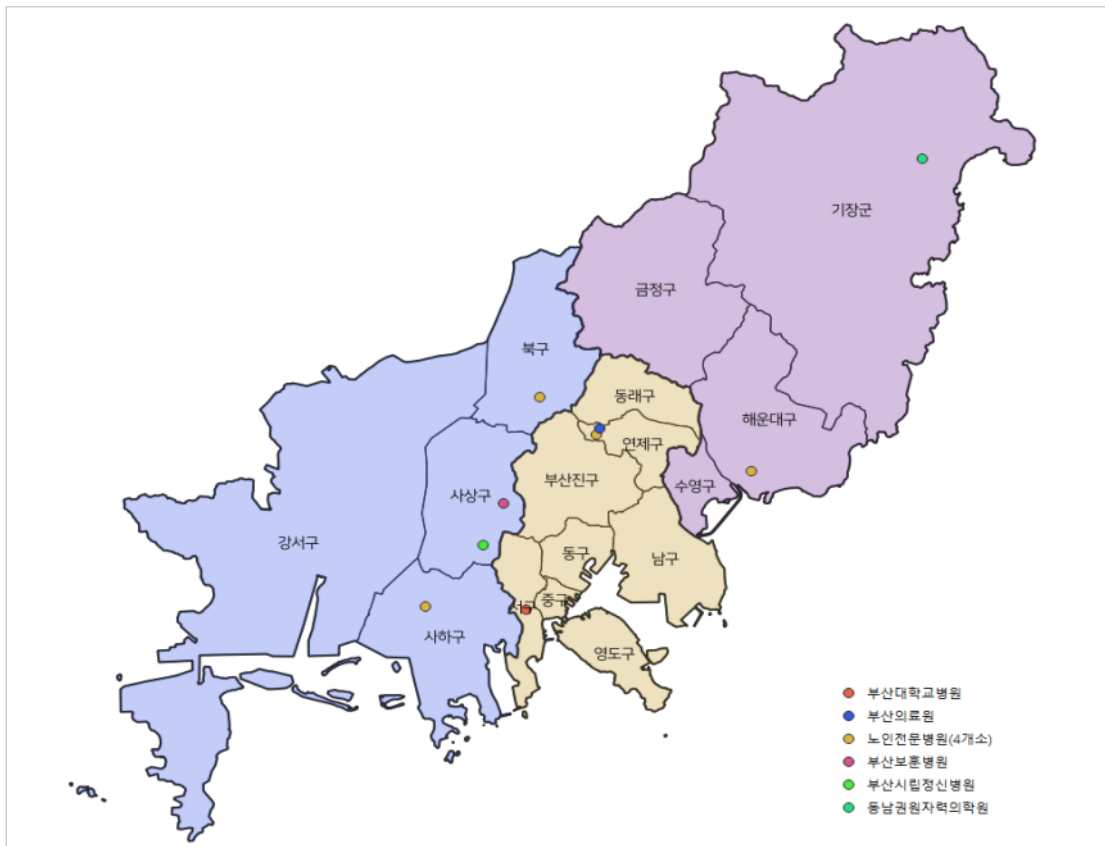 기장군
금정구
북구
동래구
해운대구
연제구
부산진구
수영구
사상구
강서구
동구
남구
중구
사하구
영도구
부산대학교병원
부산의료원
노인전문병원(4개소)
부산보훈병원
부산시립정신병원
동남권원자력의학원